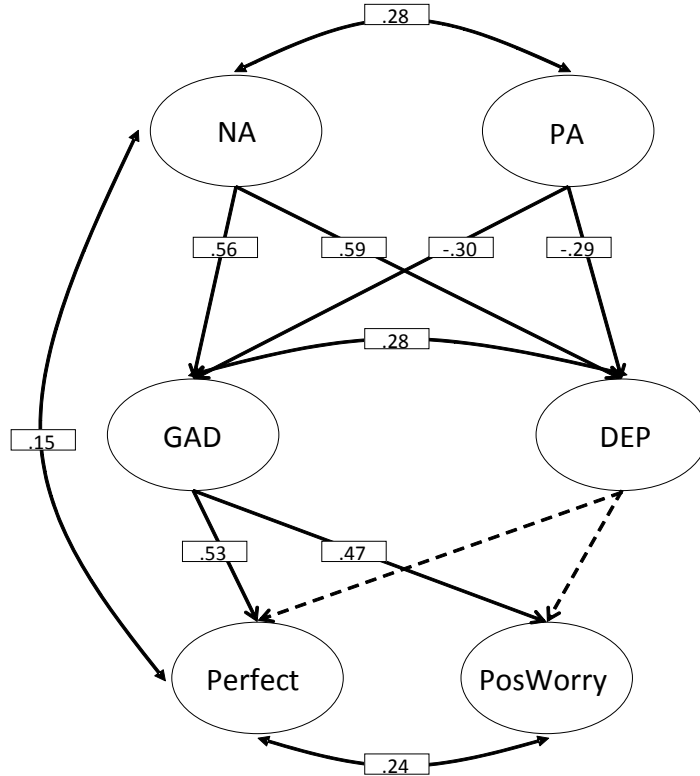 .28
NA
PA
.56
.59
-.30
-.29
.28
GAD
DEP
.15
.53
.47
Perfect
PosWorry
.24